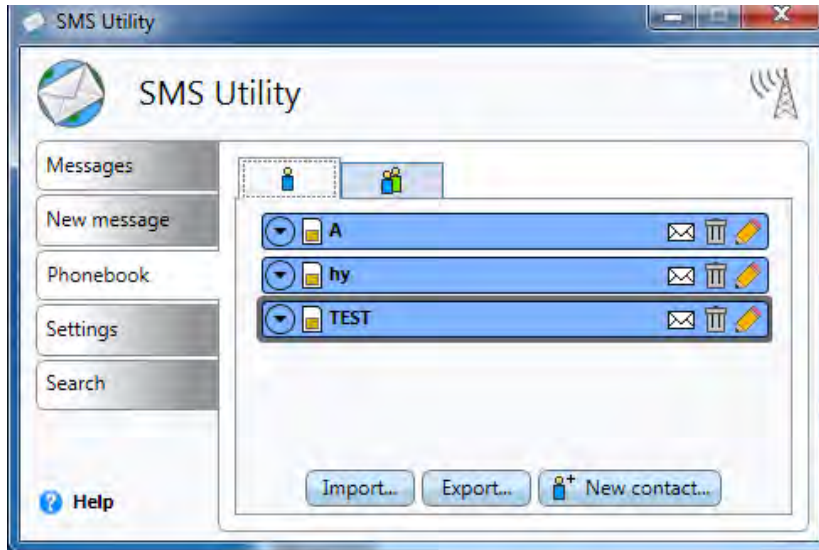 SMS Utility
SMS Utility
Messages
New message
Phonebook
Settings
Search
Help
A
hy
TEST
Import...
Export...
New contact...